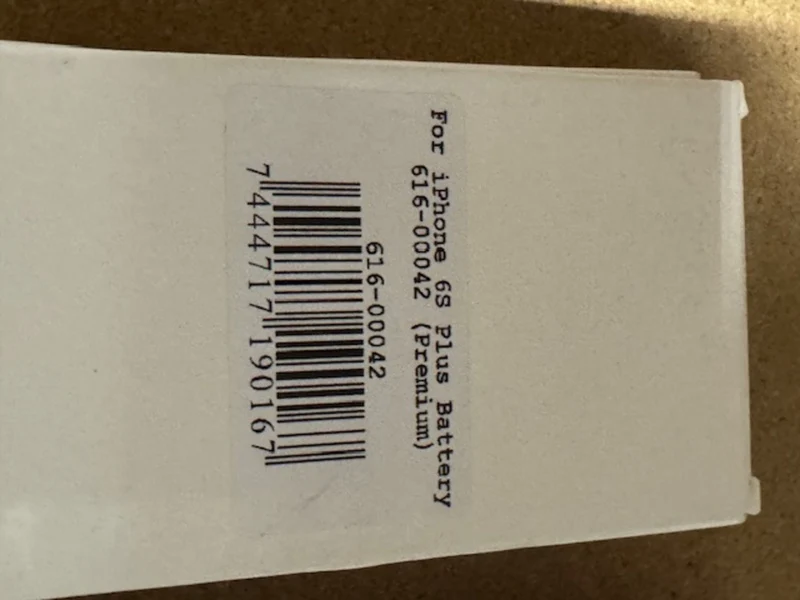 For iPhone 6S Plus Battery
616-00042 (Premium)
616-00042
7 444717 190167